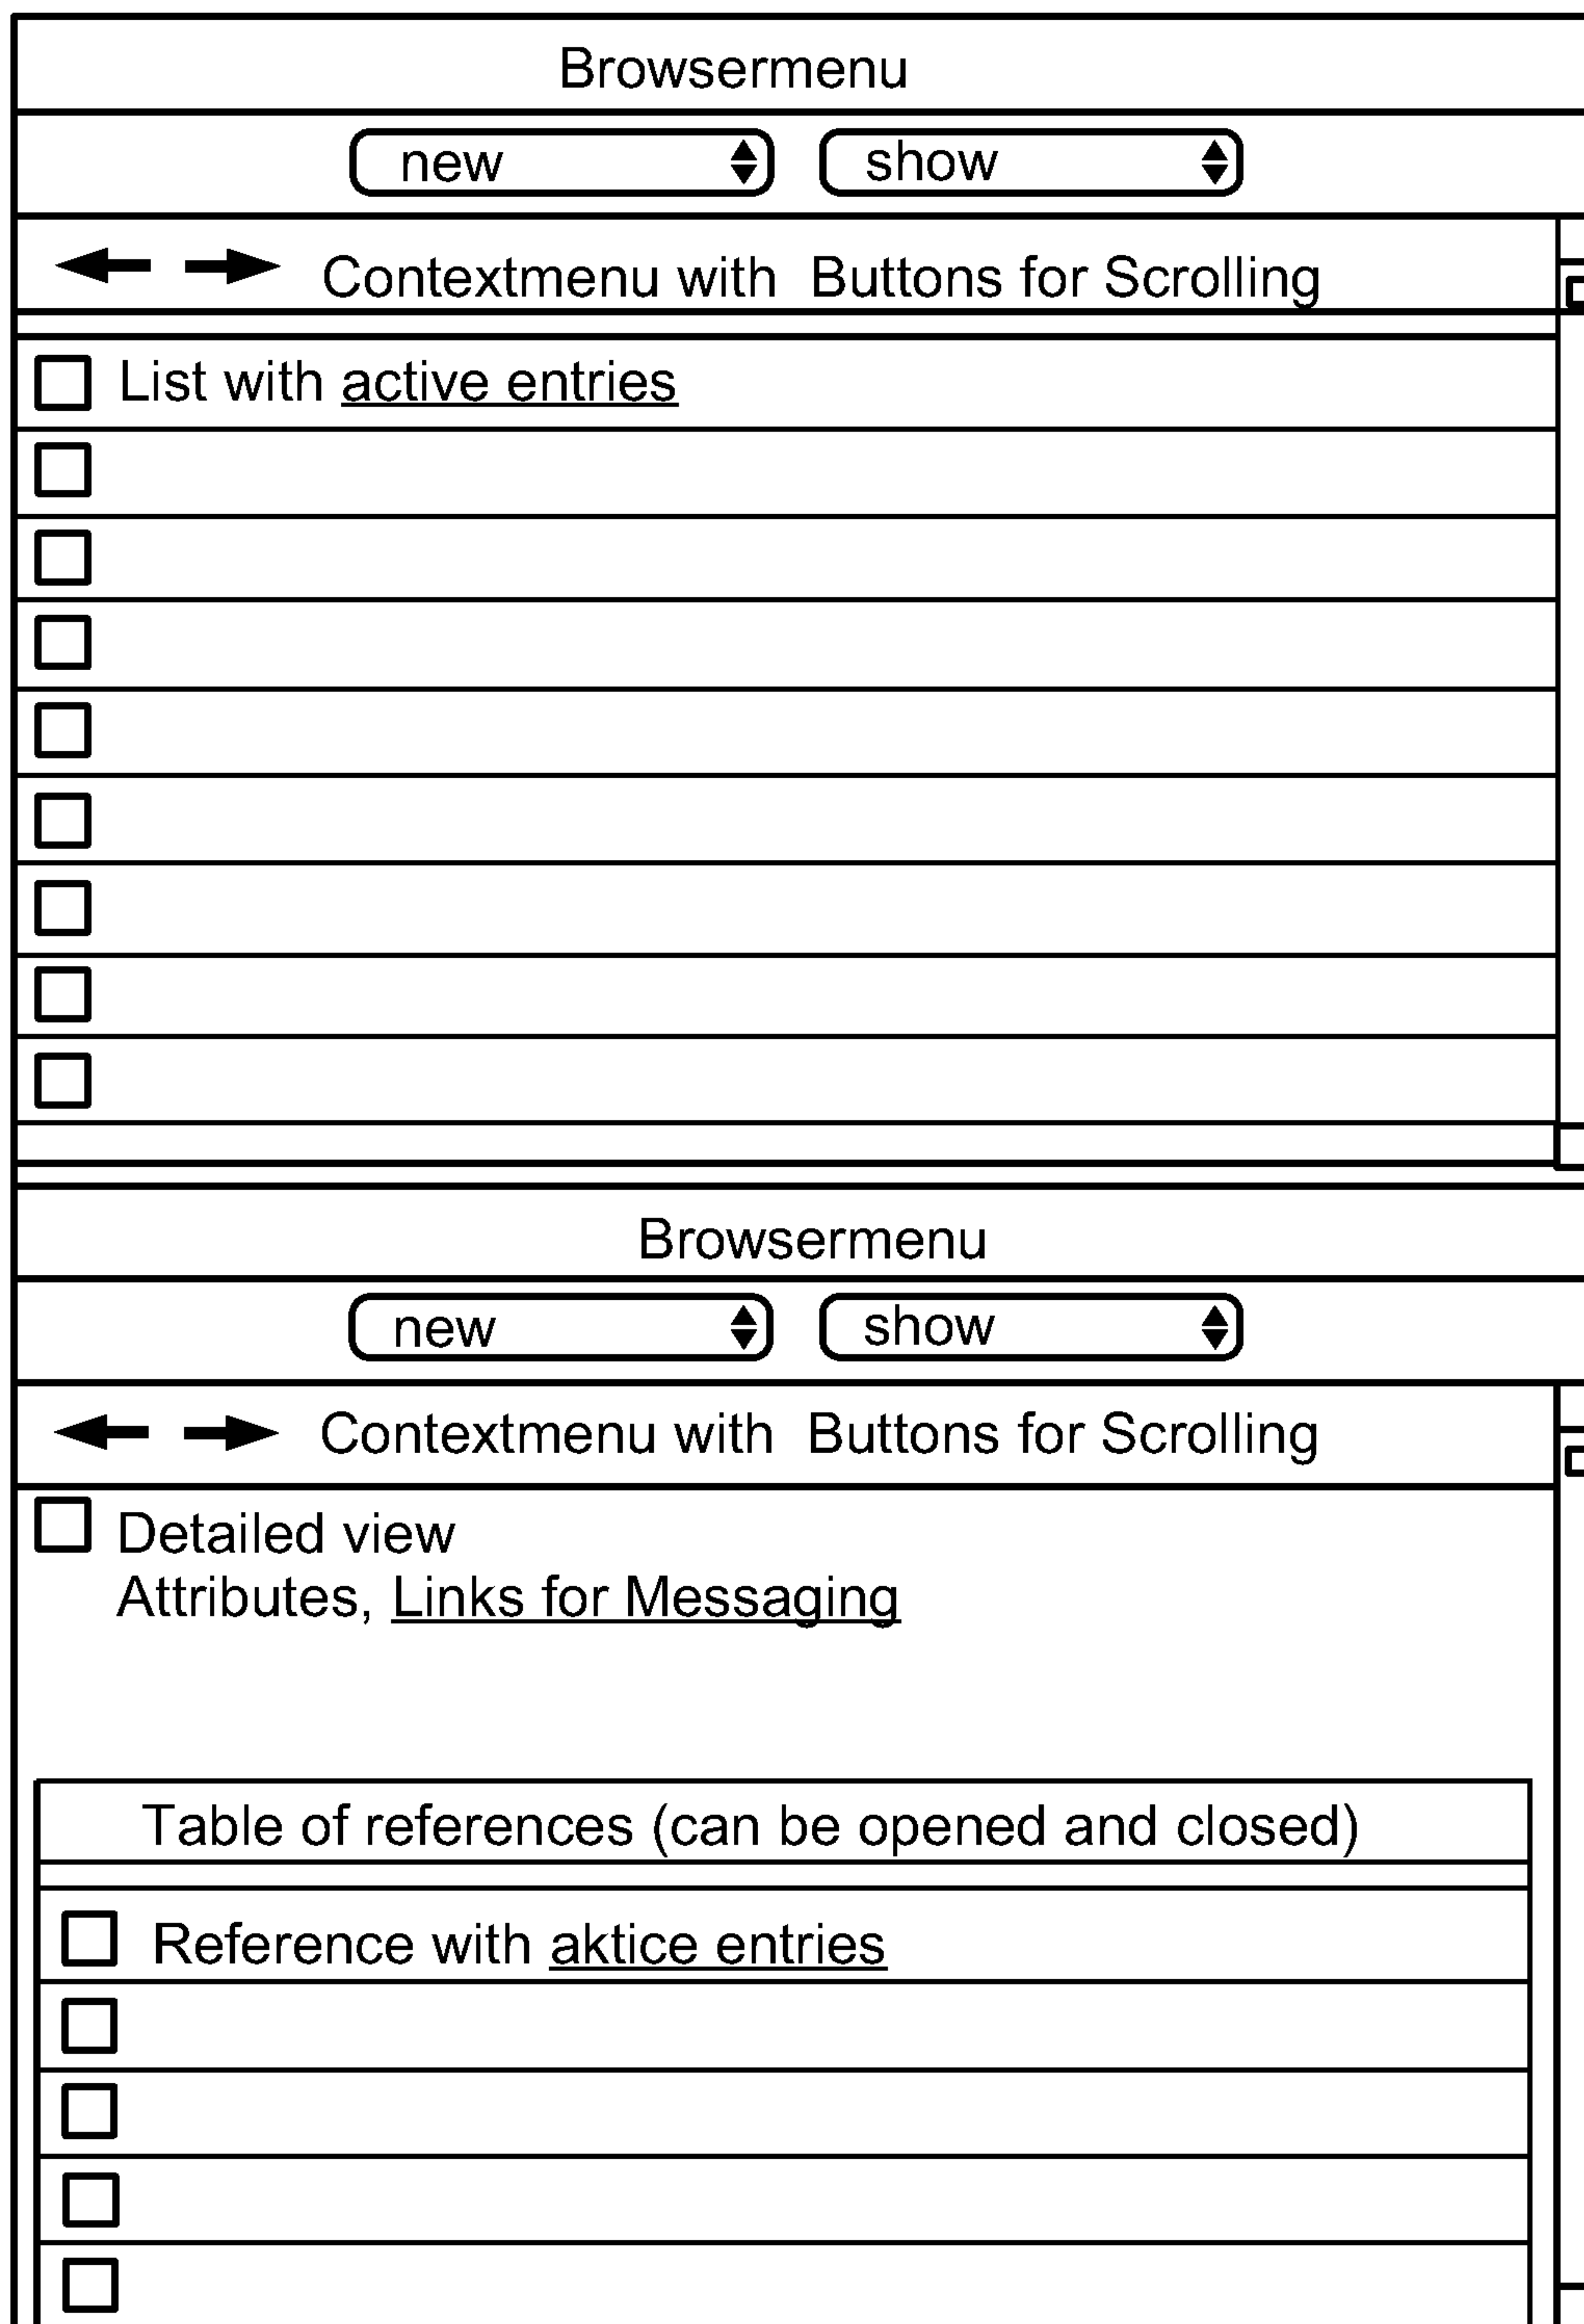 Browsermenu
new show
Contextmenu with Buttons for Scrolling
List with active entries
Browsermenu
new show
Contextmenu with Buttons for Scrolling
Detailed view
Attributes, Links for Messaging
Table of references (can be opened and closed)
Reference with aktice entries